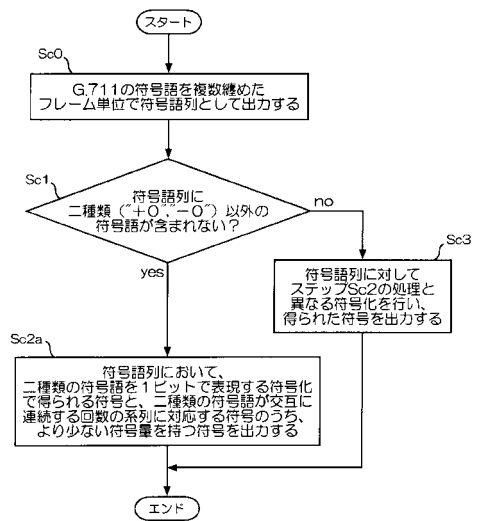 スタート
Sc0
G.711の符号語を複数纏めた
フレーム単位で符号語列として出力する
Sc1
符号語列に
二種類("+0","-0")以外の
符号語が含まれない？
no
yes
Sc3
符号語列に対して
ステップSc2の処理と
異なる符号化を行い、
得られた符号を出力する
Sc2a
符号語列において、
二種類の符号語を1ビットで表現する符号化
で得られる符号と、二種類の符号語が交互に
連続する回数の系列に対応する符号のうち、
より少ない符号量を持つ符号を出力する
エンド